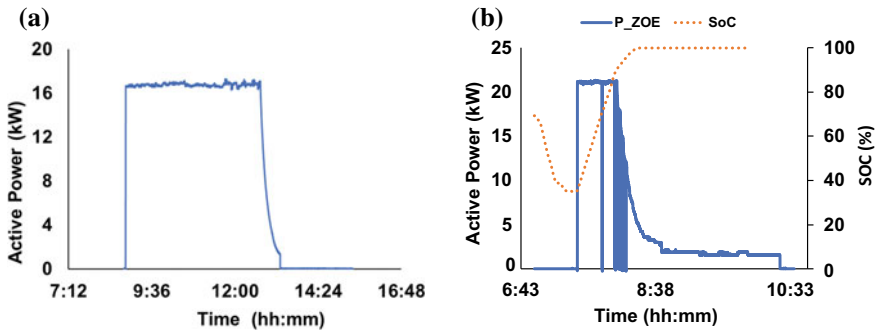 (a)
Active Power (kW)
20
16
12
8
4
0
7:12 9:36 12:00 14:24 16:48
Time (hh:mm)
(b)
P_ZOE SoC
Active Power (kW)
25
20
15
10
5
0
100
80
60
40
20
0
SOC (%)
6:43 8:38 10:33
Time (hh:mm)